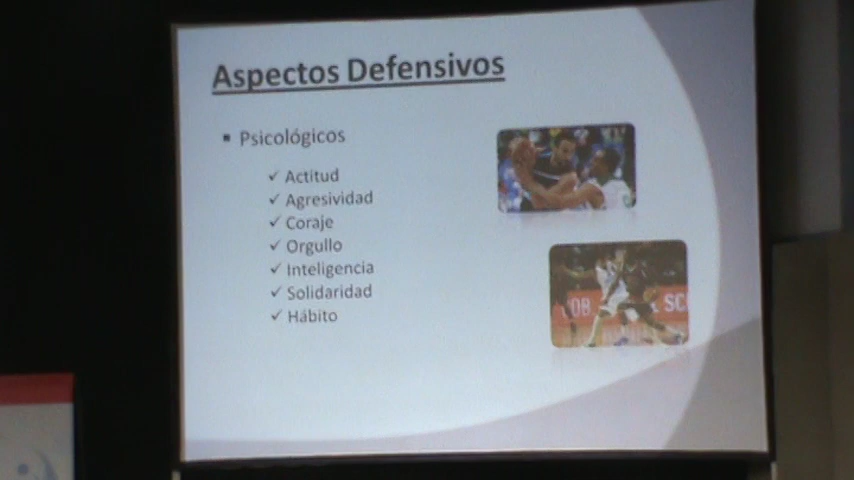 Aspectos Defensivos
Psicológicos
Actitud
Agresividad
Coraje
Orgullo
Inteligencia
Solidaridad
Hábito